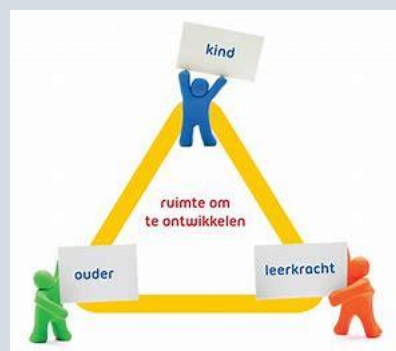 kind
ruimte om
te ontwikkelen
ouder
leerkracht